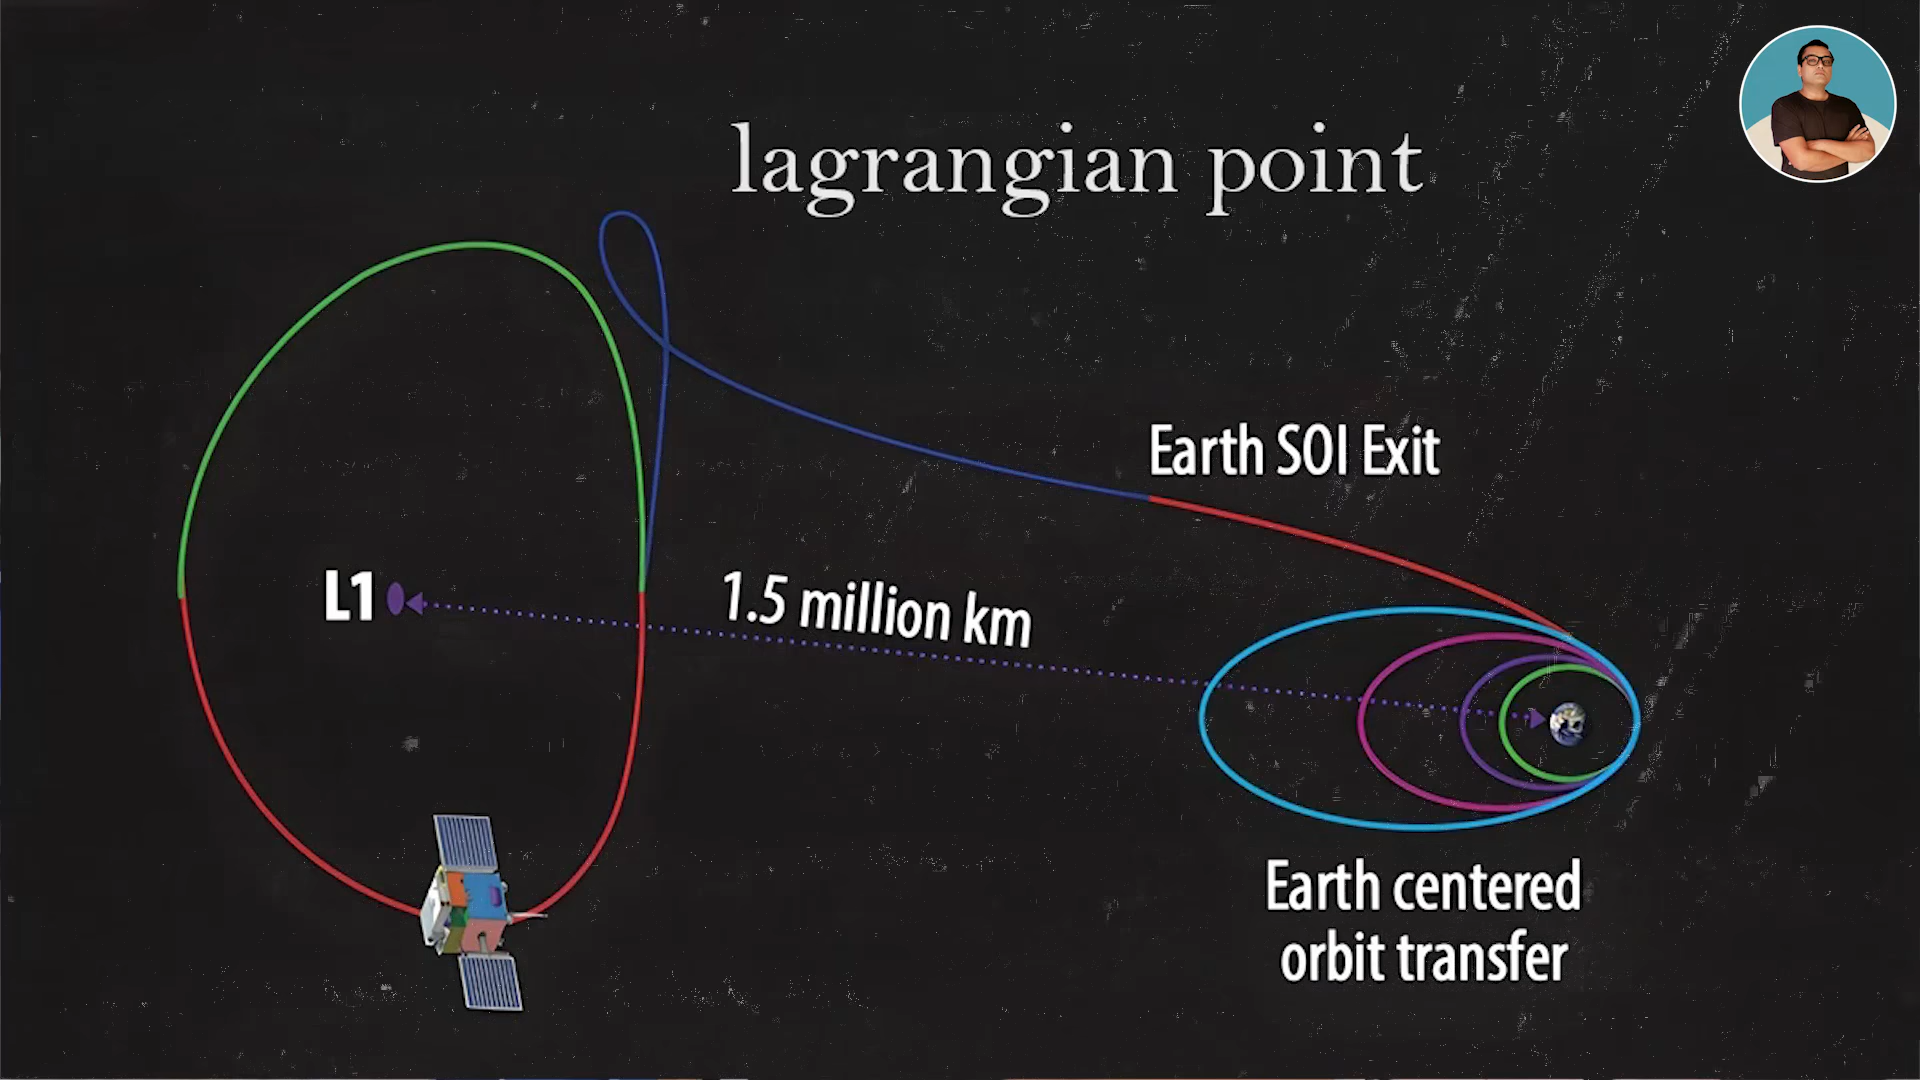 lagrangian point
Earth SOI Exit
L1
1.5 million km
Earth centered
orbit transfer